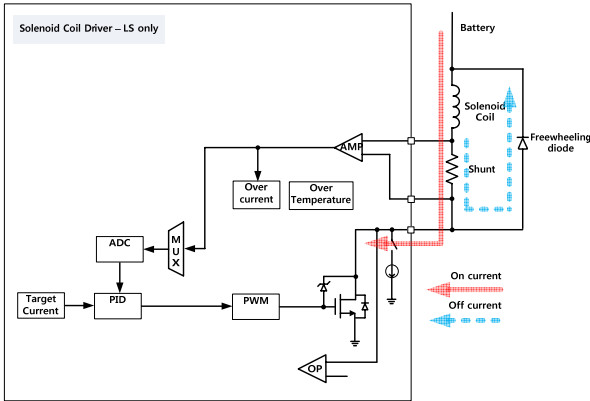 Solenoid Coil Driver – LS only
Battery
Solenoid
Coil
Freewheeling
diode
AMP
Shunt
Over
current
Over
Temperature
ADC
M
U
X
On current
Target
Current
PID
PWM
Off current
OP